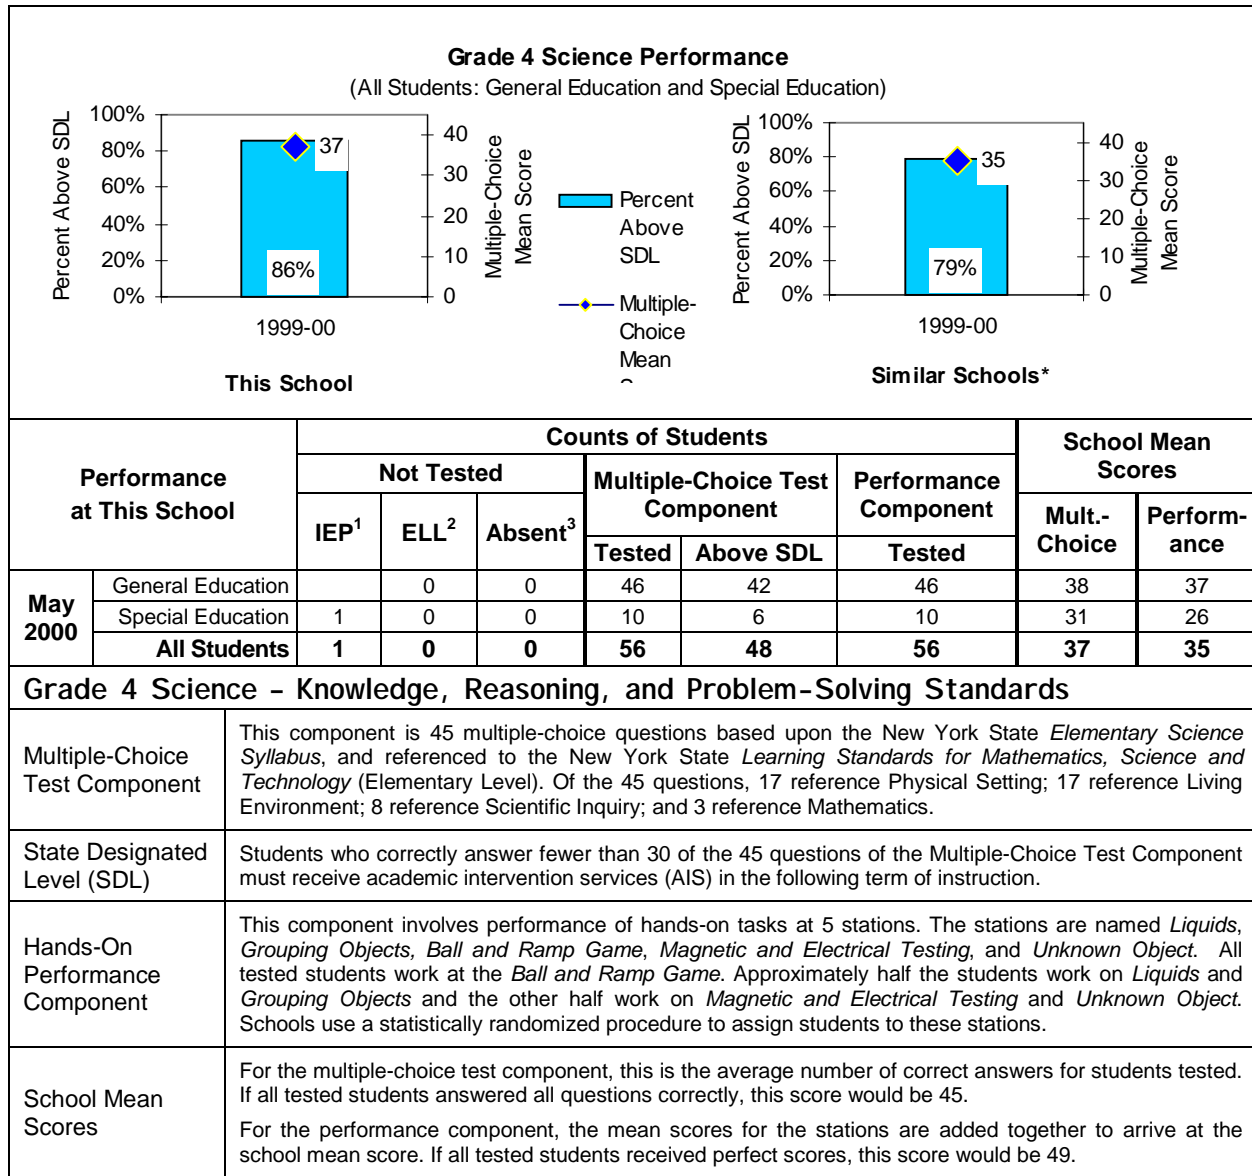 Grade 4 Science Performance
(All Students: General Education and Special Education)
Percent Above SDL
100%
80%
60%
40%
20%
0%
37
86%
40
30
20
10
0
Multiple-Choice
Mean Score
1999-00
This School
Percent
Above
SDL
Multiple-
Choice
Mean
Percent Above SDL
100%
80%
60%
40%
20%
0%
35
79%
40
30
20
10
0
Multiple-Choice
Mean Score
1999-00
Similar Schools*
Performance
at This School
Counts of Students
School Mean
Scores
Not Tested
Multiple-Choice Test
Component
Performance
Component
IEP¹ ELL² Absent³
Tested Above SDL Tested
Mult.-
Choice
Perform-
ance
May
2000
General Education 0 0 46 42 46 38 37
Special Education 1 0 0 10 6 10 31 26
All Students 1 0 0 56 48 56 37 35
Grade 4 Science – Knowledge, Reasoning, and Problem-Solving Standards
Multiple-Choice
Test Component
This component is 45 multiple-choice questions based upon the New York State Elementary Science
Syllabus, and referenced to the New York State Learning Standards for Mathematics, Science and
Technology (Elementary Level). Of the 45 questions, 17 reference Physical Setting; 17 reference Living
Environment; 8 reference Scientific Inquiry; and 3 reference Mathematics.
State Designated
Level (SDL)
Students who correctly answer fewer than 30 of the 45 questions of the Multiple-Choice Test Component
must receive academic intervention services (AIS) in the following term of instruction.
Hands-On
Performance
Component
This component involves performance of hands-on tasks at 5 stations. The stations are named Liquids,
Grouping Objects, Ball and Ramp Game, Magnetic and Electrical Testing, and Unknown Object. All
tested students work at the Ball and Ramp Game. Approximately half the students work on Liquids and
Grouping Objects and the other half work on Magnetic and Electrical Testing and Unknown Object.
Schools use a statistically randomized procedure to assign students to these stations.
School Mean
Scores
For the multiple-choice test component, this is the average number of correct answers for students tested.
If all tested students answered all questions correctly, this score would be 45.
For the performance component, the mean scores for the stations are added together to arrive at the
school mean score. If all tested students received perfect scores, this score would be 49.